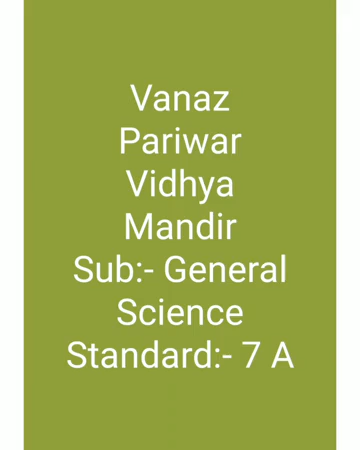 Vanaz
Pariwar
Vidhya
Mandir
Sub:- General
Science
Standard:- 7 A